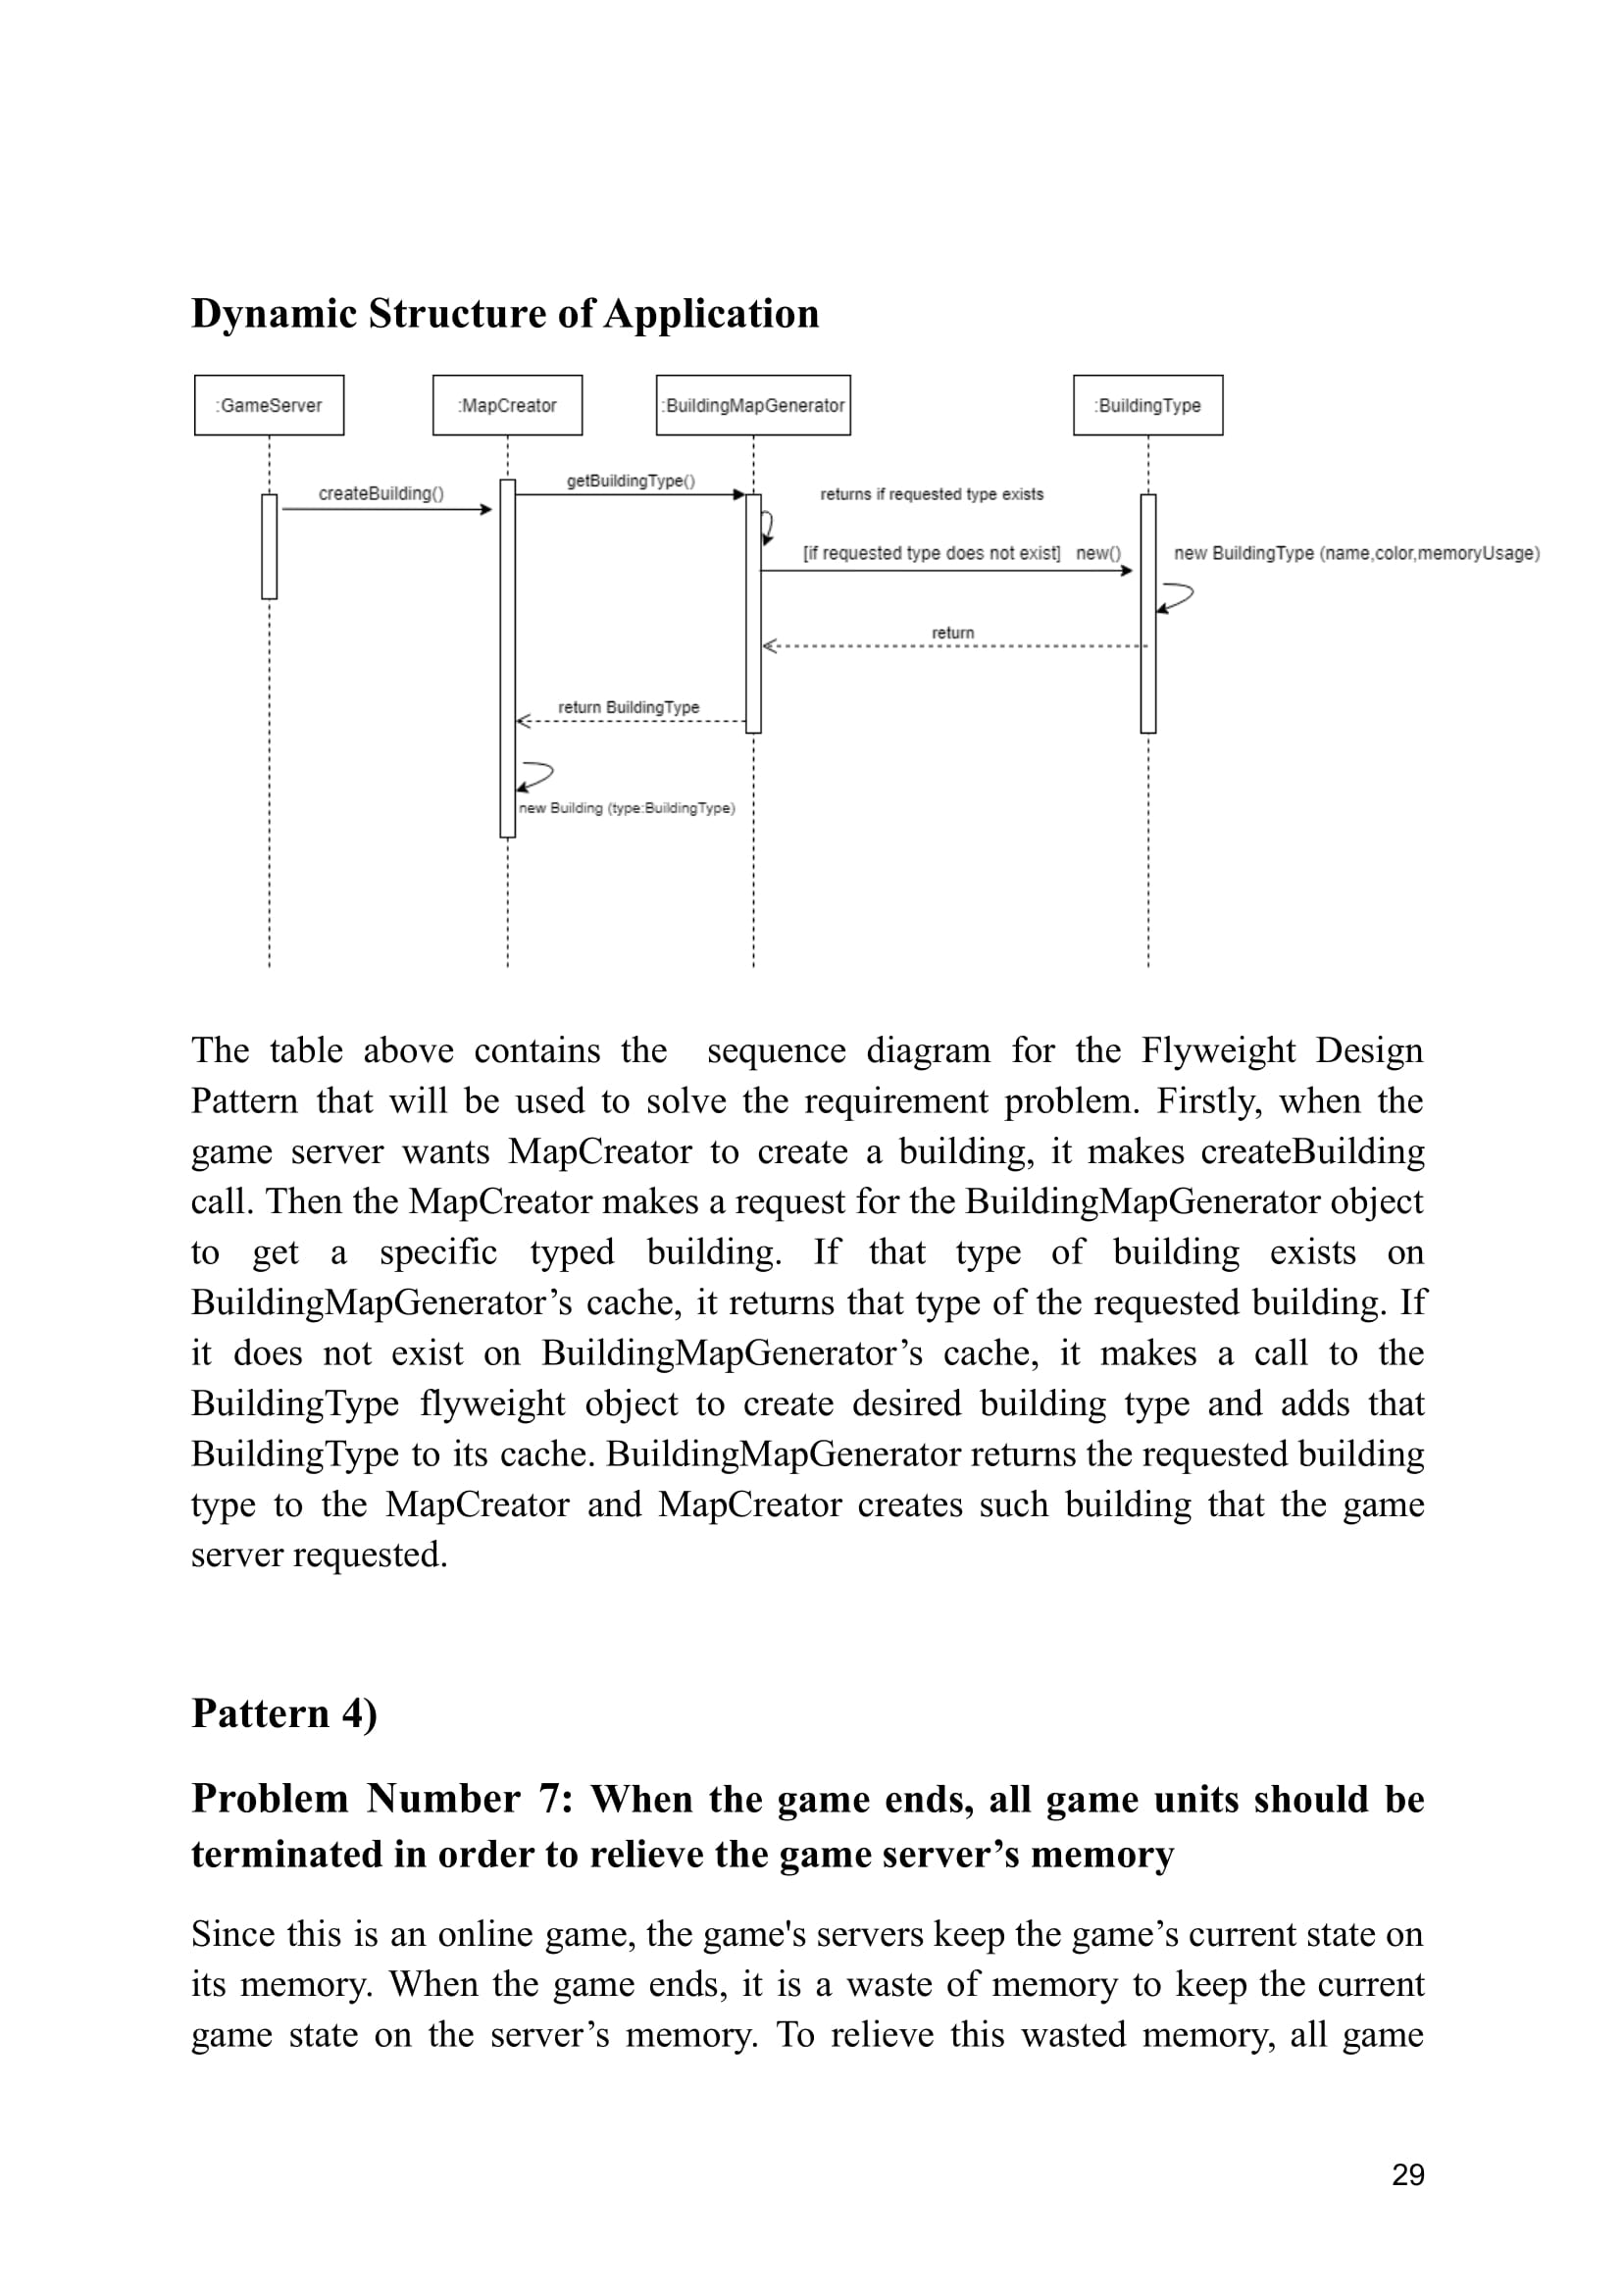 Dynamic Structure of Application
:GameServer
:MapCreator
:BuildingMapGenerator
:BuildingType
createBuilding()
getBuildingType()
returns if requested type exists
[if requested type does not exist] new()
new BuildingType (name,color,memoryUsage)
return
return BuildingType
new Building (type:BuildingType)
The table above contains the sequence diagram for the Flyweight Design
Pattern that will be used to solve the requirement problem. Firstly, when the
game server wants MapCreator to create a building, it makes createBuilding
call. Then the MapCreator makes a request for the BuildingMapGenerator object
to get a specific typed building. If that type of building exists on
BuildingMapGenerator’s cache, it returns that type of the requested building. If
it does not exist on BuildingMapGenerator’s cache, it makes a call to the
BuildingType flyweight object to create desired building type and adds that
BuildingType to its cache. BuildingMapGenerator returns the requested building
type to the MapCreator and MapCreator creates such building that the game
server requested.
Pattern 4)
Problem Number 7: When the game ends, all game units should be
terminated in order to relieve the game server’s memory
Since this is an online game, the game's servers keep the game’s current state on
its memory. When the game ends, it is a waste of memory to keep the current
game state on the server’s memory. To relieve this wasted memory, all game
29